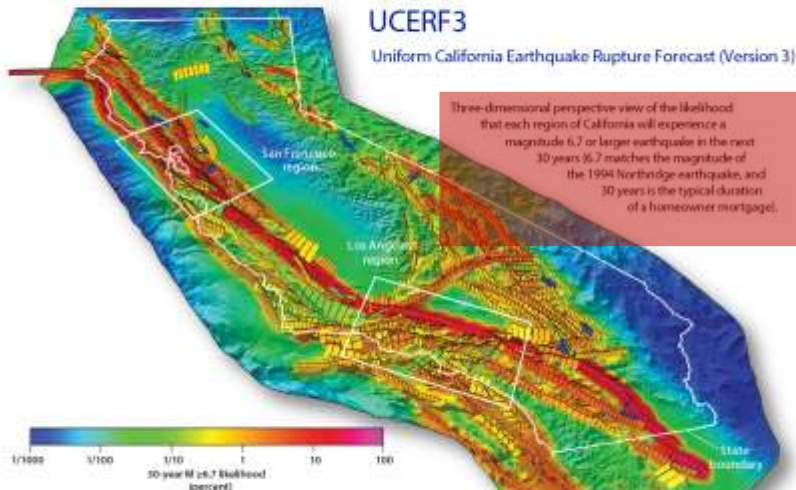 UCERF3
Uniform California Earthquake Rupture Forecast (Version 3)
Three-dimensional perspective view of the likelihood
that each region of California will experience a
magnitude 6.7 or larger earthquake in the next
30 years (6.7 matches the magnitude of
the 1994 Northridge earthquake, and
30 years is the typical duration
of a homeowner mortgage).
San Francisco
region
Los Angeles
region
State
boundary
1/1000 1/100 1/10 1 10 100
30-year M ≥6.7 likelihood
(percent)